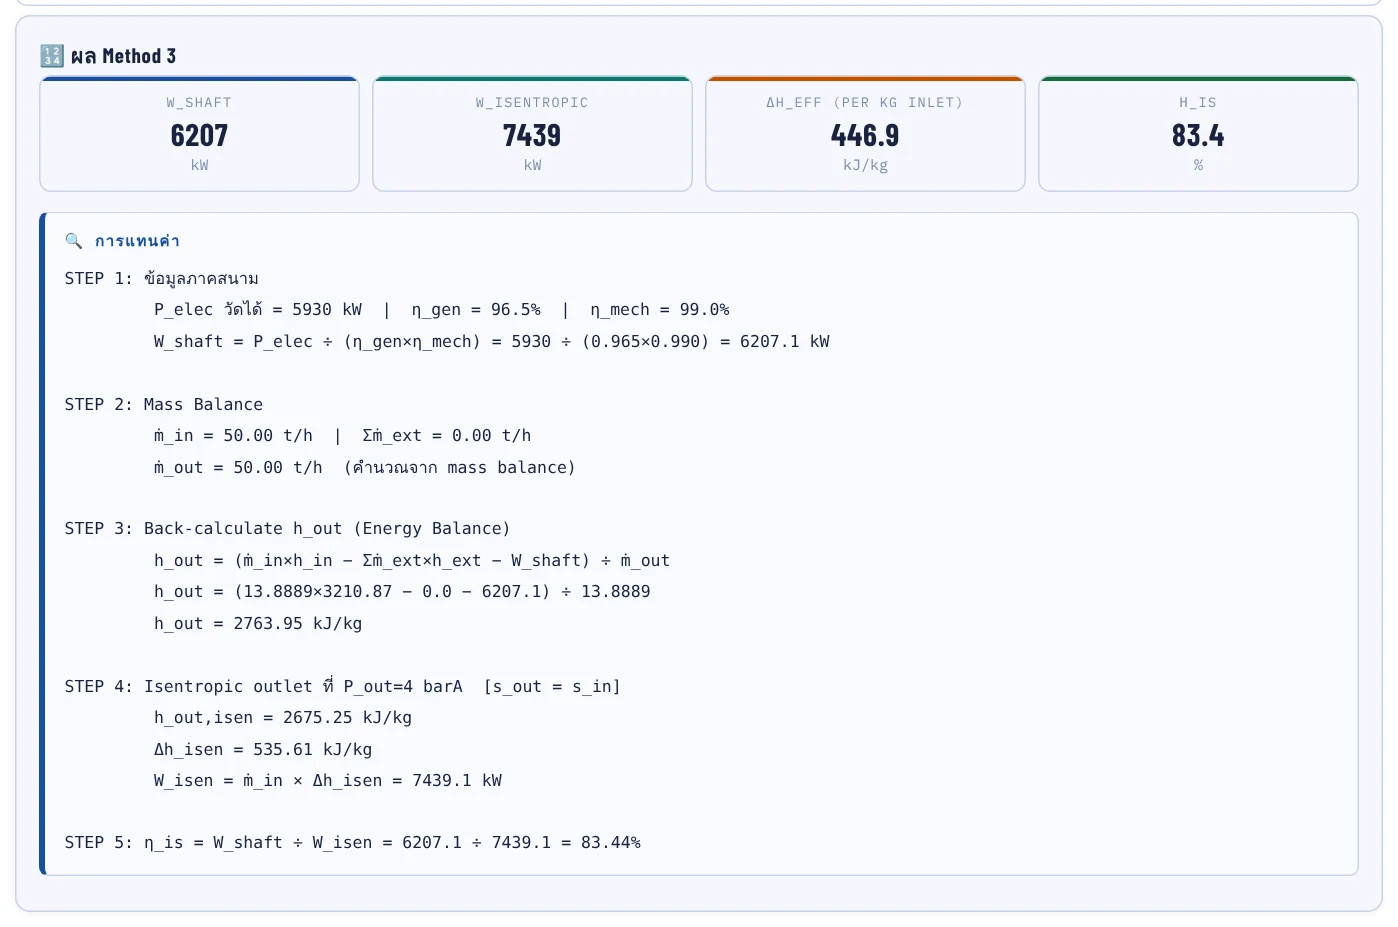 🔢 ผล Method 3
W_SHAFT
6207
kW
W_ISENTROPIC
7439
kW
ΔH_EFF (PER KG INLET)
446.9
kJ/kg
H_IS
83.4
%
🔍 การแทนค่า
STEP 1: ข้อมูลภาคสนาม
P_elec วัดได้ = 5930 kW | η_gen = 96.5% | η_mech = 99.0%
W_shaft = P_elec ÷ (η_gen×η_mech) = 5930 ÷ (0.965×0.990) = 6207.1 kW
STEP 2: Mass Balance
ṁ_in = 50.00 t/h | Σṁ_ext = 0.00 t/h
ṁ_out = 50.00 t/h (คำนวณจาก mass balance)
STEP 3: Back-calculate h_out (Energy Balance)
h_out = (ṁ_in×h_in − Σṁ_ext×h_ext − W_shaft) ÷ ṁ_out
h_out = (13.8889×3210.87 − 0.0 − 6207.1) ÷ 13.8889
h_out = 2763.95 kJ/kg
STEP 4: Isentropic outlet ที่ P_out=4 barA [s_out = s_in]
h_out,isen = 2675.25 kJ/kg
Δh_isen = 535.61 kJ/kg
W_isen = ṁ_in × Δh_isen = 7439.1 kW
STEP 5: η_is = W_shaft ÷ W_isen = 6207.1 ÷ 7439.1 = 83.44%